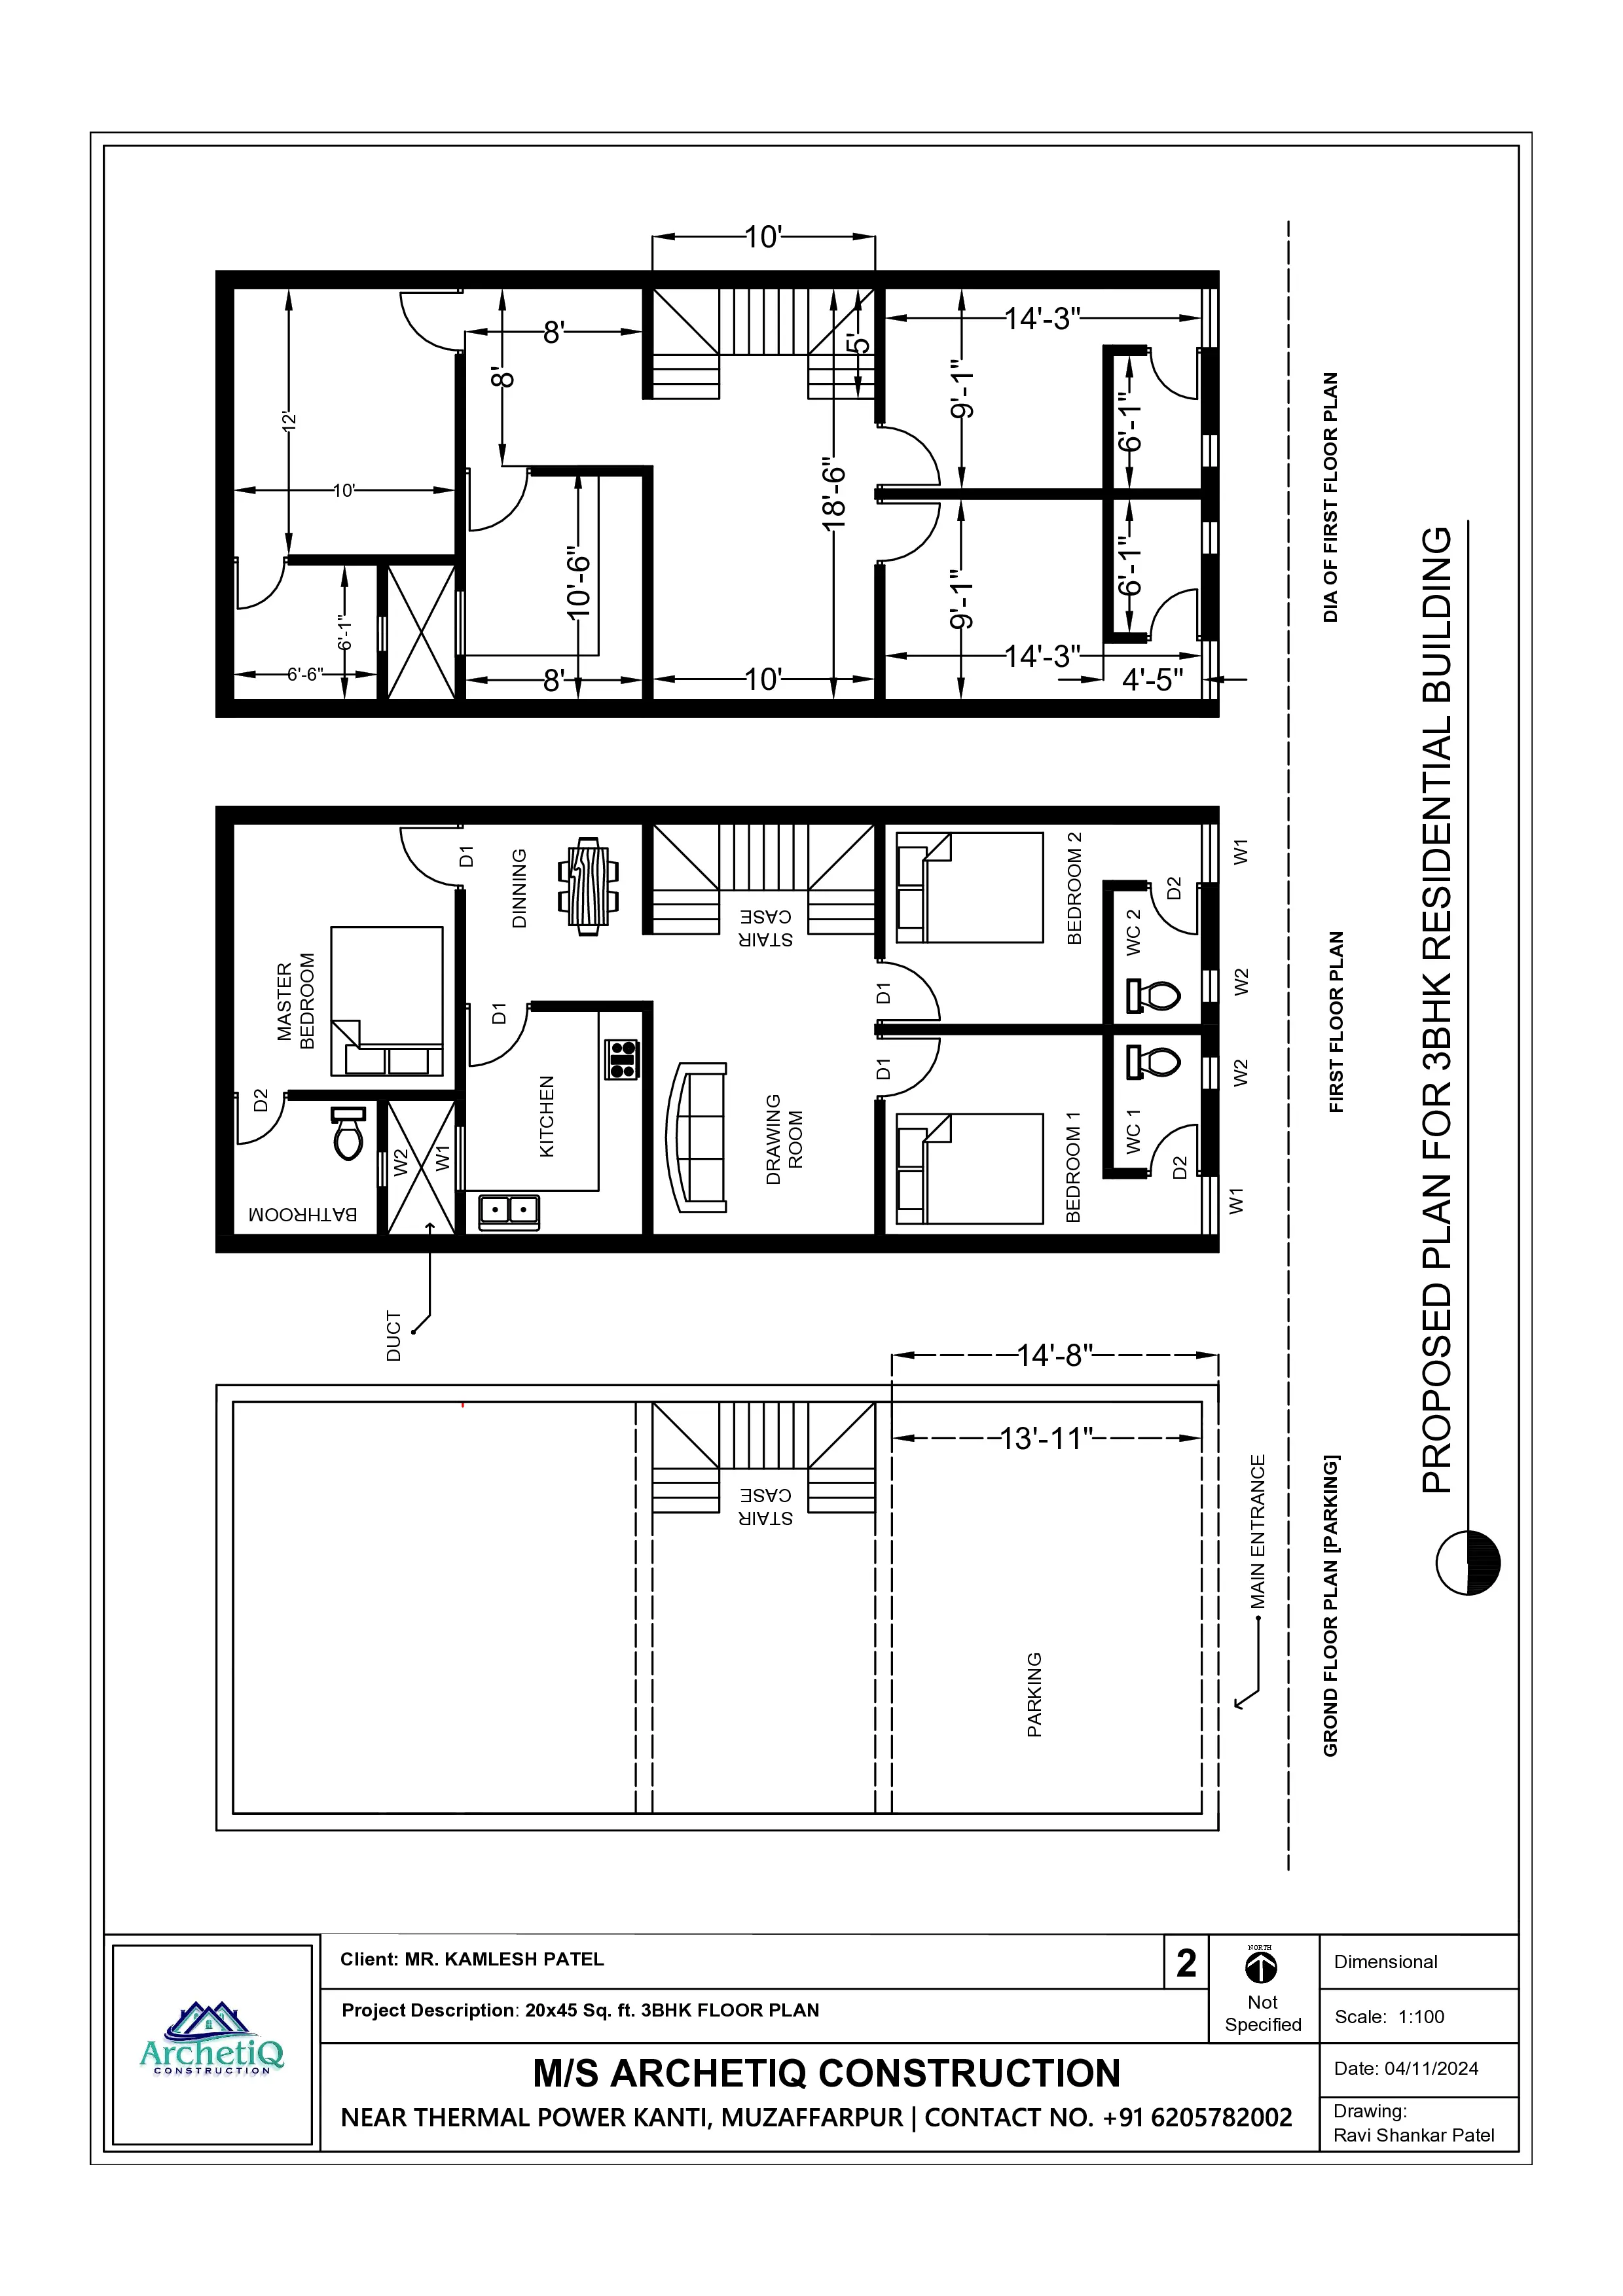 10'
14'-3"
8'
5'
8'
9'-1"
6'-1"
12'
10'
18'-6"
10'-6"
6'-1"
9'-1"
6'-1"
14'-3"
6'-6"
8'
10'
4'-5"
DIA OF FIRST FLOOR PLAN
D1
DINNING
MASTER
BEDROOM
D1
STAIR
CASE
BEDROOM 2
W1
D2
WC 2
D1
W2
D2
KITCHEN
D1
W2
DRAWING
ROOM
W2
W1
BATHROOM
BEDROOM 1
WC 1
D2
W1
DUCT
FIRST FLOOR PLAN
14'-8"
13'-11"
STAIR
CASE
PARKING
MAIN ENTRANCE
GROND FLOOR PLAN [PARKING]
PROPOSED PLAN FOR 3BHK RESIDENTIAL BUILDING
ArchetiQ
CONSTRUCTION
Client: MR. KAMLESH PATEL
2
Project Description: 20x45 Sq. ft. 3BHK FLOOR PLAN
NORTH
Not
Specified
Dimensional
Scale: 1:100
Date: 04/11/2024
Drawing:
Ravi Shankar Patel
M/S ARCHETIQ CONSTRUCTION
NEAR THERMAL POWER KANTI, MUZAFFARPUR | CONTACT NO. +91 6205782002